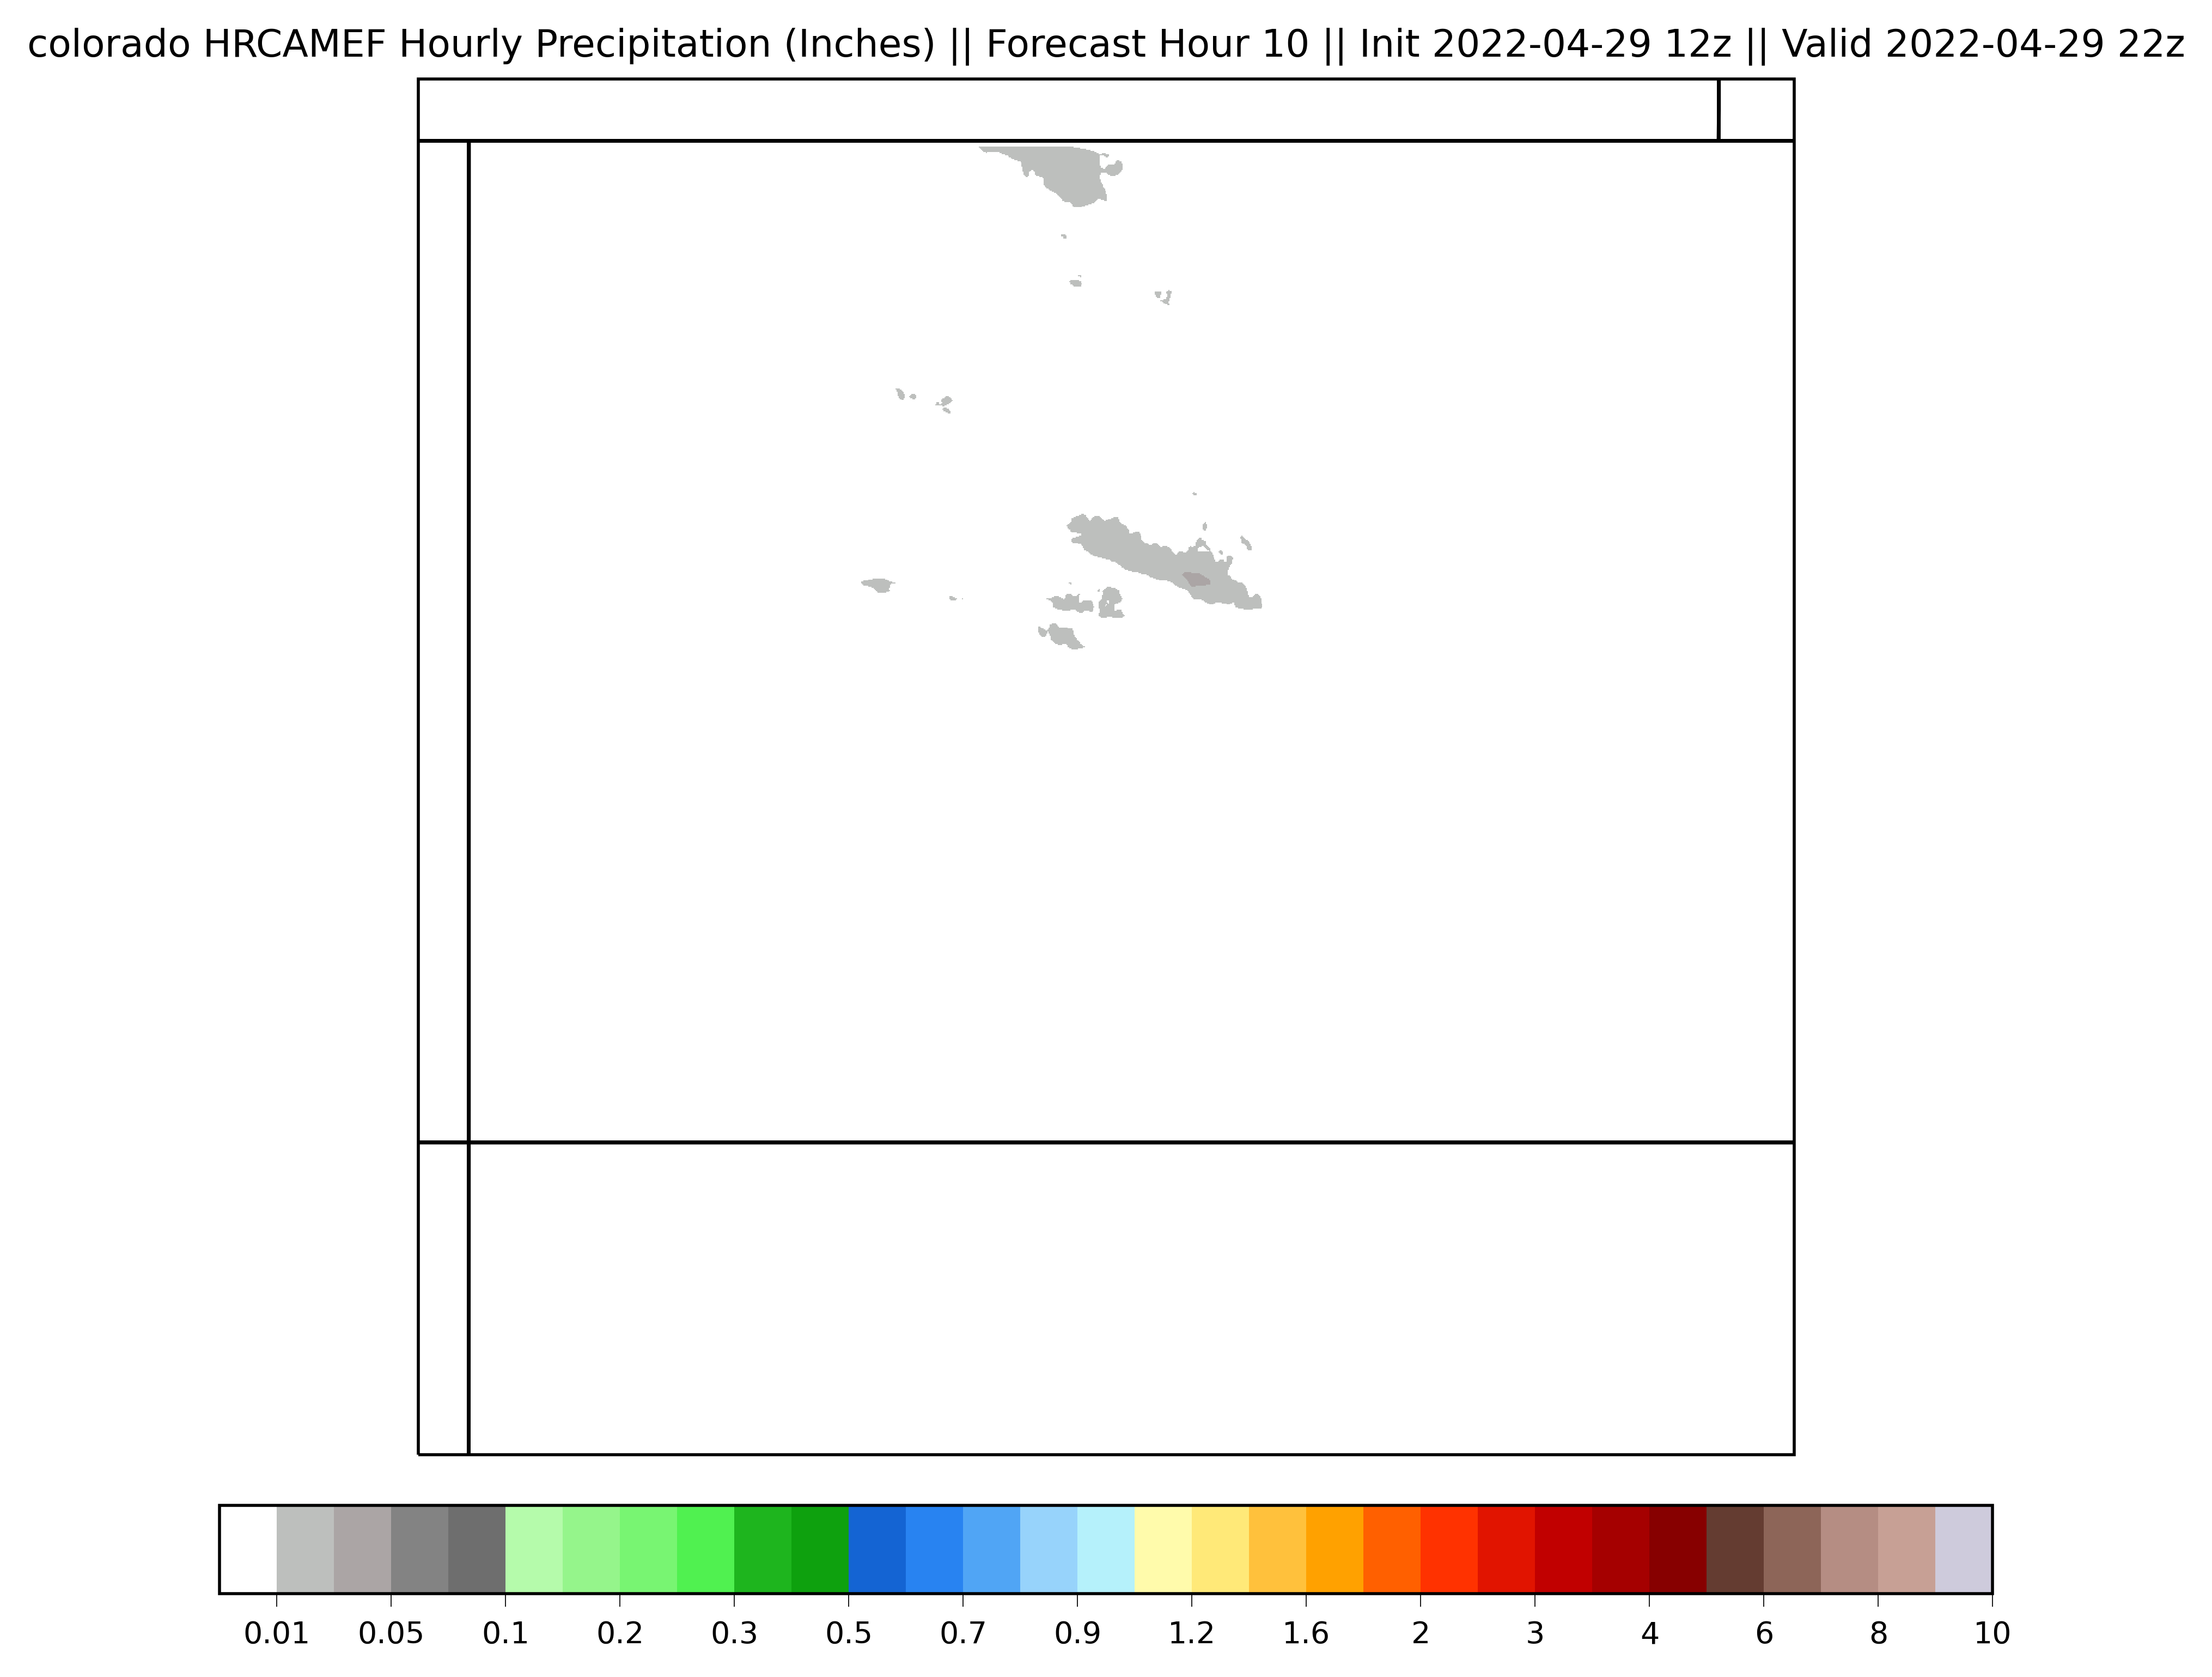 colorado HRCAMEF Hourly Precipitation (Inches) || Forecast Hour 10 || Init 2022-04-29 12z || Valid 2022-04-29 22z
0.01 0.05 0.1 0.2 0.3 0.5 0.7 0.9 1.2 1.6 2 3 4 6 8 10